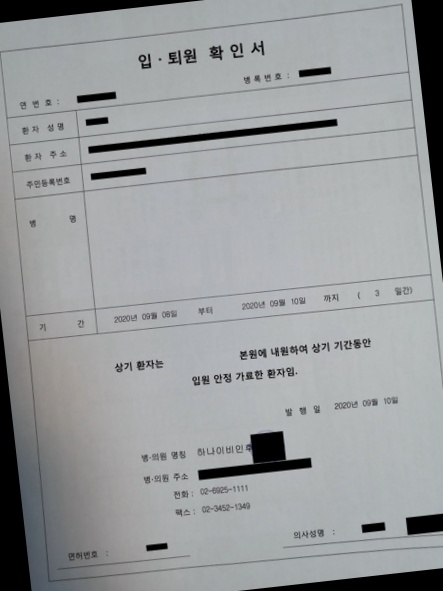 입 · 퇴원 확 인 서
연 번 호 :
병 록 번 호 :
환 자 성 명
환 자 주 소
주민등록번호
병 명
기 간 2020년 09월 08일 부터 2020년 09월 10일 까지 ( 3 일간)
상기 환자는 본원에 내원하여 상기 기간동안
입원 안정 가료한 환자임.
발 행 일 2020년 09월 10일
병·의원 명칭 하나이비인후
병·의원 주소
전화 : 02-6925-1111
팩스 : 02-3452-1349
면허번호 :
의사성명 :